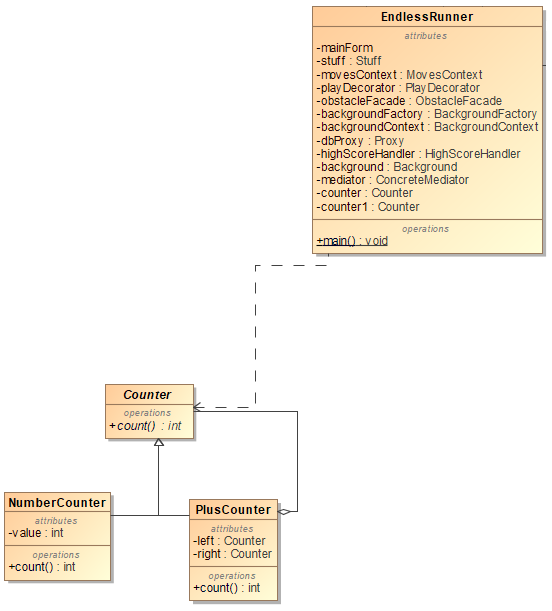 EndlessRunner
attributes
-mainForm
-stuff : Stuff
-movesContext : MovesContext
-playDecorator : PlayDecorator
-obstacleFacade : ObstacleFacade
-backgroundFactory : BackgroundFactory
-backgroundContext : BackgroundContext
-dbProxy : Proxy
-highScoreHandler : HighScoreHandler
-background : Background
-mediator : ConcreteMediator
-counter : Counter
-counter1 : Counter
operations
+main() : void
Counter
operations
+count() : int
NumberCounter
attributes
-value : int
operations
+count() : int
PlusCounter
attributes
-left : Counter
-right : Counter
operations
+count() : int